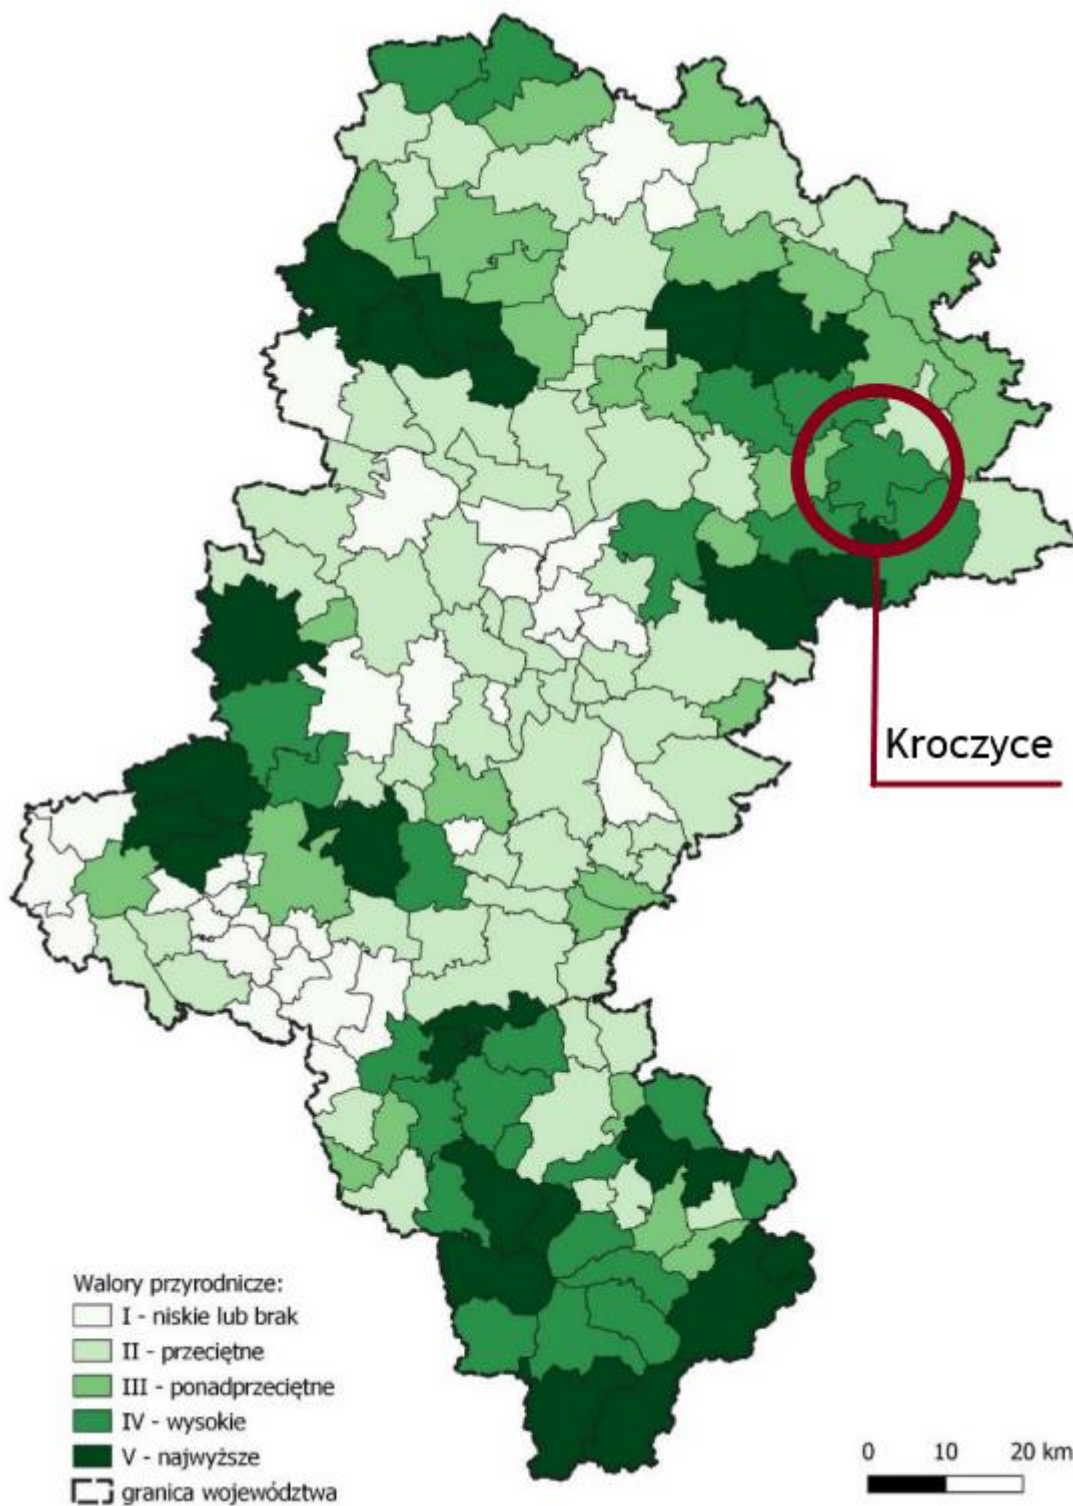 Kroczyce
Walory przyrodnicze:
I - niskie lub brak
II - przeciętne
III - ponadprzeciętne
IV - wysokie
V - najwyższe
granica województwa
0 10 20 km